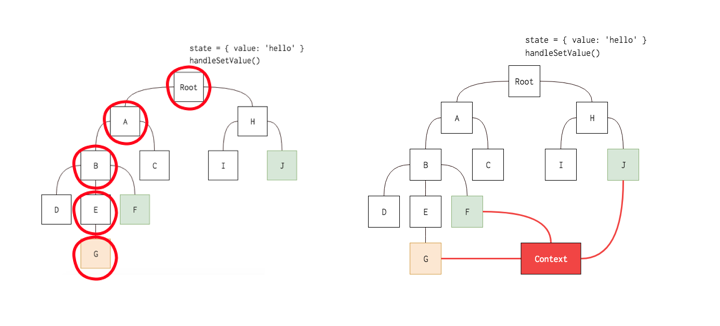 state = { value: 'hello' }
handleSetValue()
Root
A
H
B
C
I
J
D
E
F
G
state = { value: 'hello' }
handleSetValue()
Root
A
H
B
C
I
J
D
E
F
G
Context